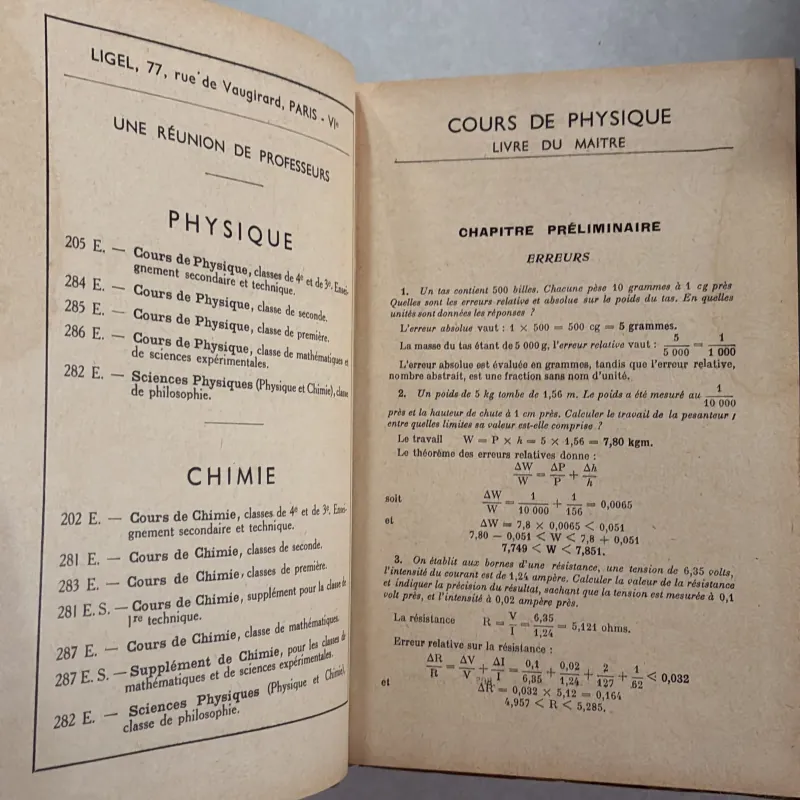 LIGEL, 77, rue de Vaugirard, PARIS - VIe
UNE RÉUNION DE PROFESSEURS
PHYSIQUE
205 E. — Cours de Physique, classes de 4e et de 3e. Ensei-
gnement secondaire et technique.
284 E. — Cours de Physique, classe de seconde.
285 E. — Cours de Physique, classe de première.
286 E. — Cours de Physique, classe de mathématiques et
de sciences expérimentales.
282 E. — Sciences Physiques (Physique et Chimie), classe
de philosophie.
CHIMIE
202 E. — Cours de Chimie, classes de 4e et de 3e. Ensei-
gnement secondaire et technique.
281 E. — Cours de Chimie, classes de seconde.
283 E. — Cours de Chimie, classes de première.
281 E. S. — Cours de Chimie, supplément pour la classe de
1re technique.
287 E. — Cours de Chimie, classe de mathématiques.
287 E. S. — Supplément de Chimie, pour les classes de
mathématiques et de sciences expérimentales.
282 E. — Sciences Physiques (Physique et Chimie),
classe de philosophie.
COURS DE PHYSIQUE
LIVRE DU MAITRE
CHAPITRE PRÉLIMINAIRE
ERREURS
1. Un tas contient 500 billes. Chacune pèse 10 grammes à 1 cg près
Quelles sont les erreurs relative et absolue sur le poids du tas. En quelles
unités sont données les réponses ?
L'erreur absolue vaut : 1 × 500 = 500 cg = 5 grammes.
La masse du tas étant de 5 000 g, l'erreur relative vaut : 5/5 000 = 1/1 000
L'erreur absolue est évaluée en grammes, tandis que l'erreur relative,
nombre abstrait, est une fraction sans nom d'unité.
2. Un poids de 5 kg tombe de 1,56 m. Le poids a été mesuré au 1/10 000
près et la hauteur de chute à 1 cm près. Calculer le travail de la pesanteur ;
entre quelles limites sa valeur est-elle comprise ?
Le travail W = P × h = 5 × 1,56 = 7,80 kgm.
Le théorème des erreurs relatives donne :
ΔW/W = ΔP/P + Δh/h
soit ΔW/W = 1/10 000 + 1/156 = 0,0065
et ΔW = 7,8 × 0,0065 < 0,051
7,80 − 0,051 < W < 7,8 + 0,051
7,749 < W < 7,851.
3. On établit aux bornes d'une résistance, une tension de 6,35 volts,
l'intensité du courant est de 1,24 ampère. Calculer la valeur de la résistance
et indiquer la précision du résultat, sachant que la tension est mesurée à 0,1
volt près, et l'intensité à 0,02 ampère près.
La résistance R = V/I = 6,35/1,24 = 5,121 ohms.
Erreur relative sur la résistance :
ΔR/R = ΔV/V + ΔI/I = 0,1/6,35 + 0,02/1,24 + 2/127 + 1/62 < 0,032
et ΔR = 0,032 × 5,12 = 0,164
4,957 < R < 5,285.